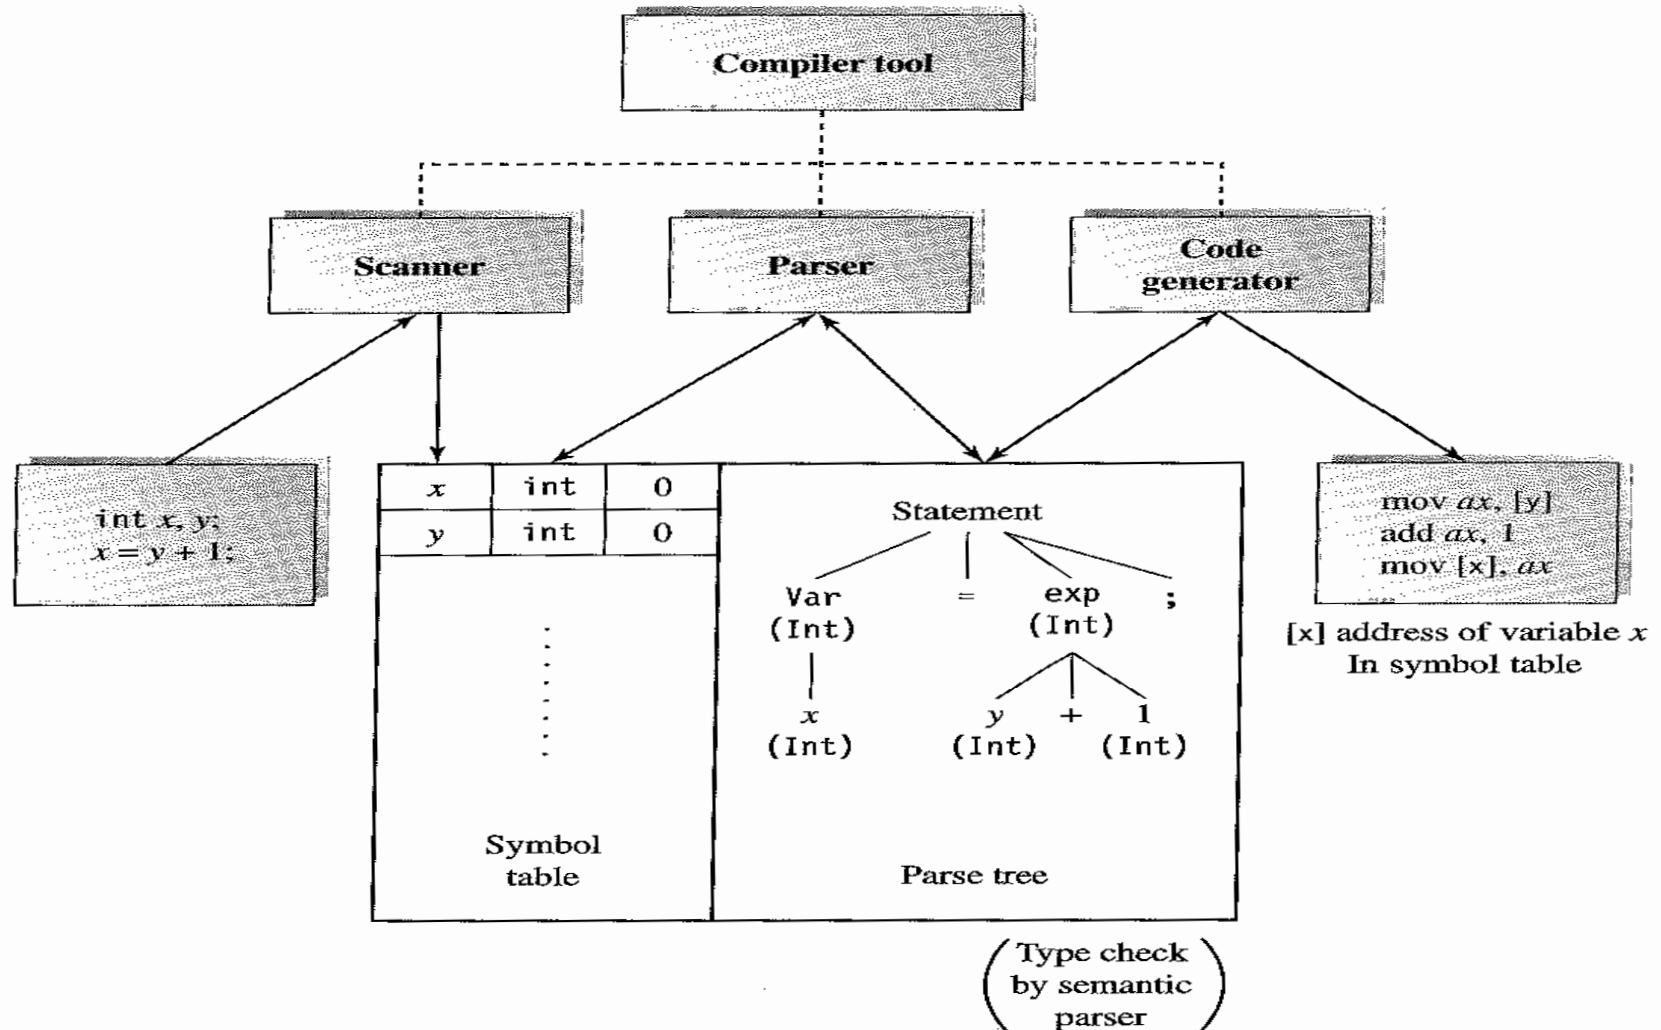 Compiler tool
Scanner
Parser
Code
generator
int x, y;
x = y + 1;
x int 0
y int 0
Symbol
table
Statement
Var = exp ;
(Int) (Int)
x y + 1
(Int) (Int) (Int)
Parse tree
mov ax, [y]
add ax, 1
mov [x], ax
[x] address of variable x
In symbol table
(Type check
by semantic
parser)